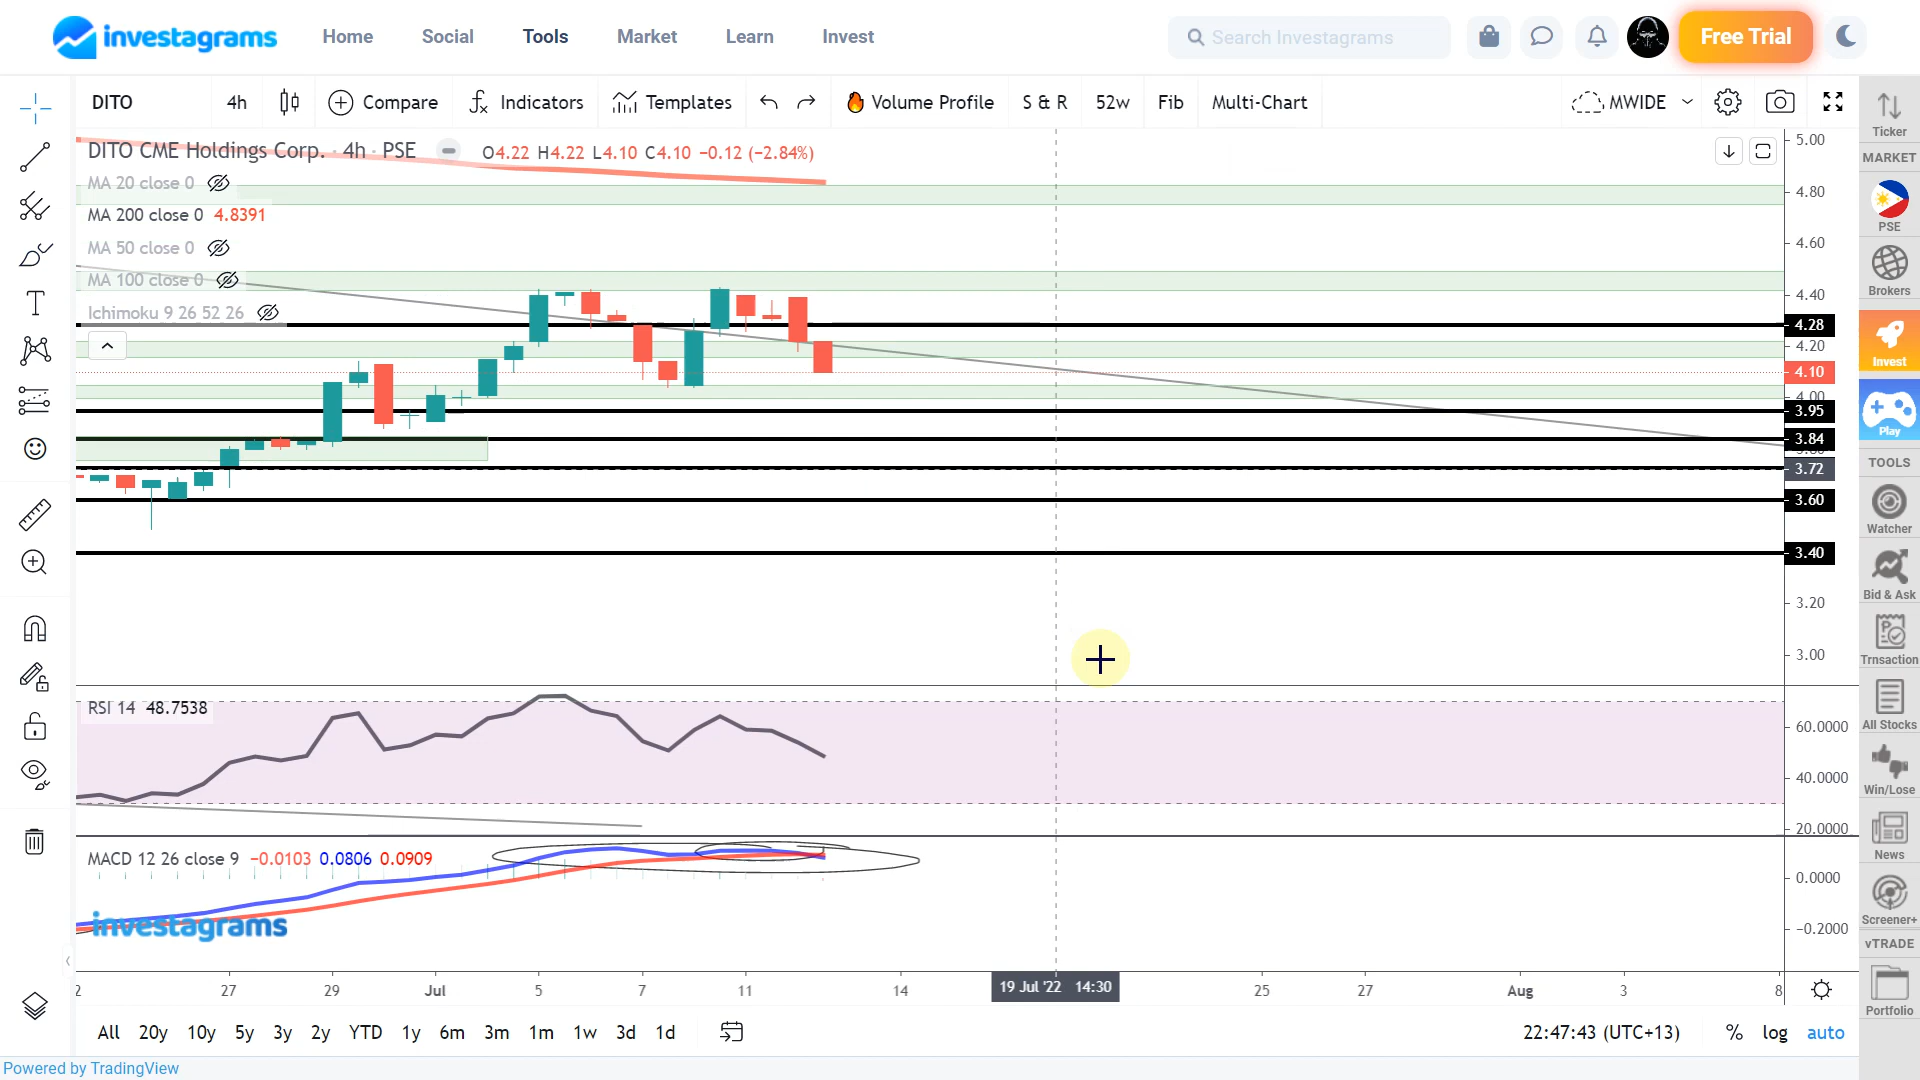 investagrams
Home
Social
Tools
Market
Learn
Invest
Search Investagrams
Free Trial
DITO
4h
Compare
Indicators
Templates
Volume Profile
S & R
52w
Fib
Multi-Chart
MWIDE
DITO CME Holdings Corp. · 4h · PSE
O4.22 H4.22 L4.10 C4.10 −0.12 (−2.84%)
MA 20 close 0
MA 200 close 0 4.8391
MA 50 close 0
MA 100 close 0
Ichimoku 9 26 52 26
5.00
4.80
4.60
4.40
4.28
4.20
4.10
4.00
3.95
3.84
3.72
3.60
3.40
3.20
3.00
RSI 14 48.7538
60.0000
40.0000
20.0000
MACD 12 26 close 9 −0.0103 0.0806 0.0909
0.0000
−0.2000
investagrams
27
29
Jul
5
7
11
14
19 Jul '22 14:30
25
27
Aug
3
8
All
20y
10y
5y
3y
2y
YTD
1y
6m
3m
1m
1w
3d
1d
22:47:43 (UTC+13)
%
log
auto
Powered by TradingView
Ticker
MARKET
PSE
Brokers
Invest
Play
TOOLS
Watcher
Bid & Ask
Trnsaction
All Stocks
Win/Lose
News
Screener+
vTRADE
Portfolio